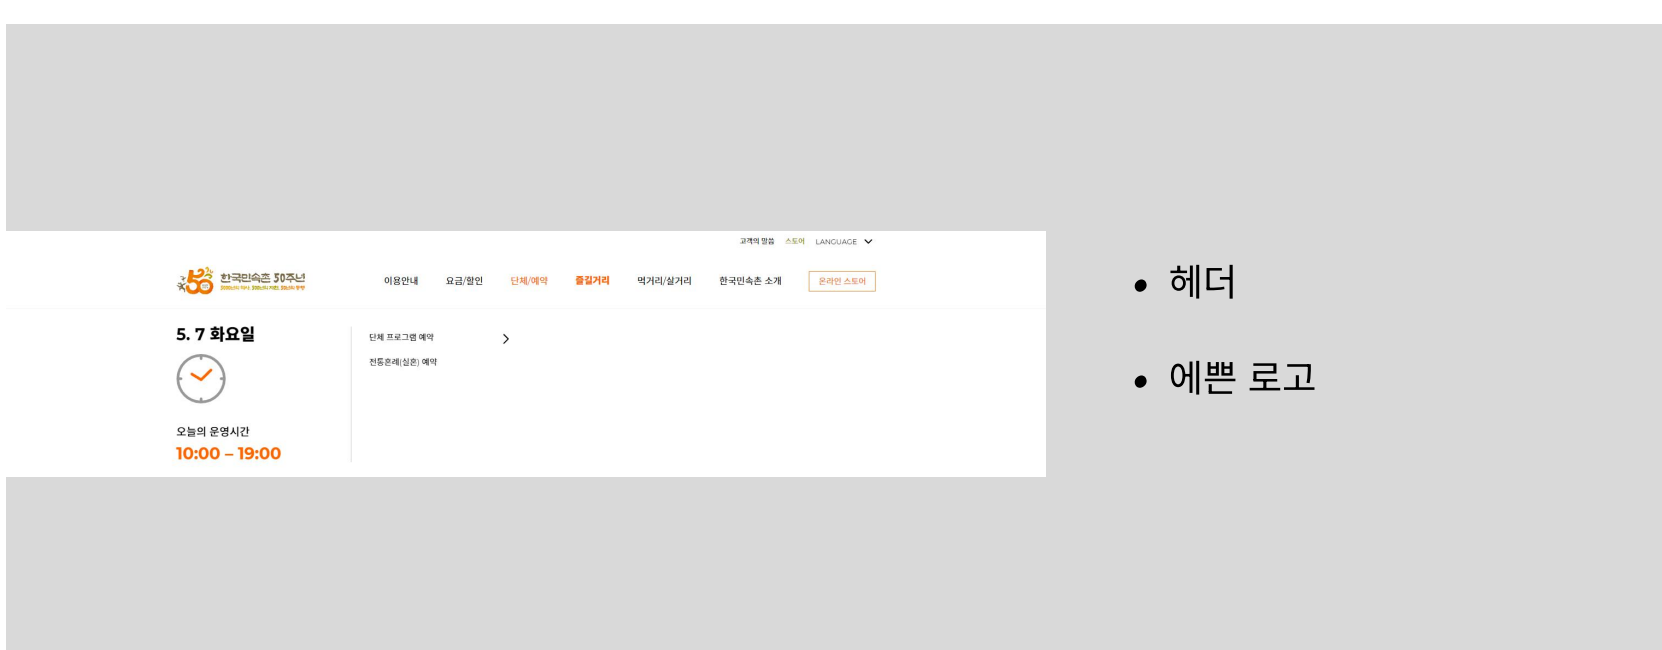 고객의 말씀 스토어 LANGUAGE
한국민속촌 50주년
이용안내 요금/할인 단체/예약 즐길거리 먹거리/살거리 한국민속촌 소개 온라인 스토어
5. 7 화요일
단체 프로그램 예약
전통혼례(실혼) 예약
오늘의 운영시간
10:00 – 19:00
• 헤더
• 에쁜 로고